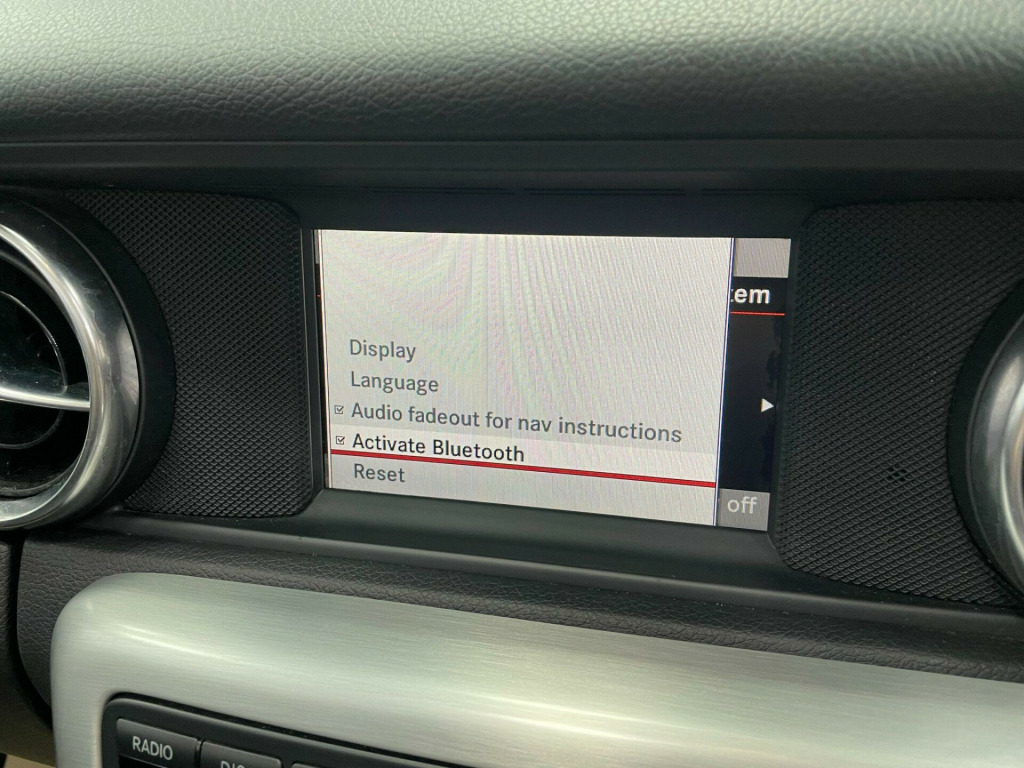 tem
Display
Language
Audio fadeout for nav instructions
Activate Bluetooth
Reset
off
RADIO